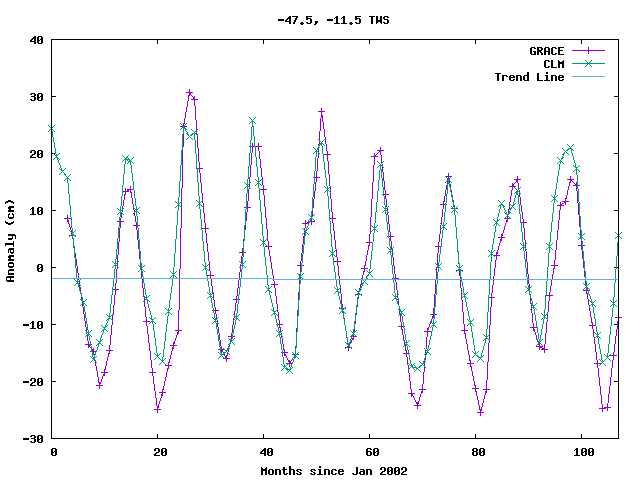 -47.5, -11.5 TWS
GRACE
CLM
Trend Line
40
30
20
10
0
-10
-20
-30
Anomaly (cm)
0 20 40 60 80 100
Months since Jan 2002